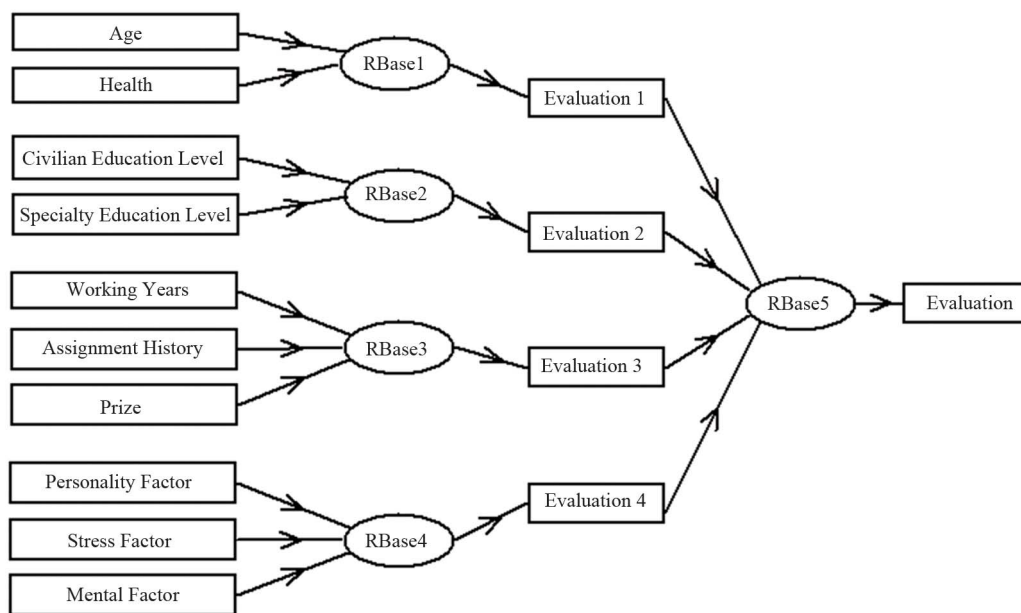 Age
Health
RBase1
Evaluation 1
Civilian Education Level
Specialty Education Level
RBase2
Evaluation 2
Working Years
Assignment History
Prize
RBase3
Evaluation 3
Personality Factor
Stress Factor
Mental Factor
RBase4
Evaluation 4
RBase5
Evaluation